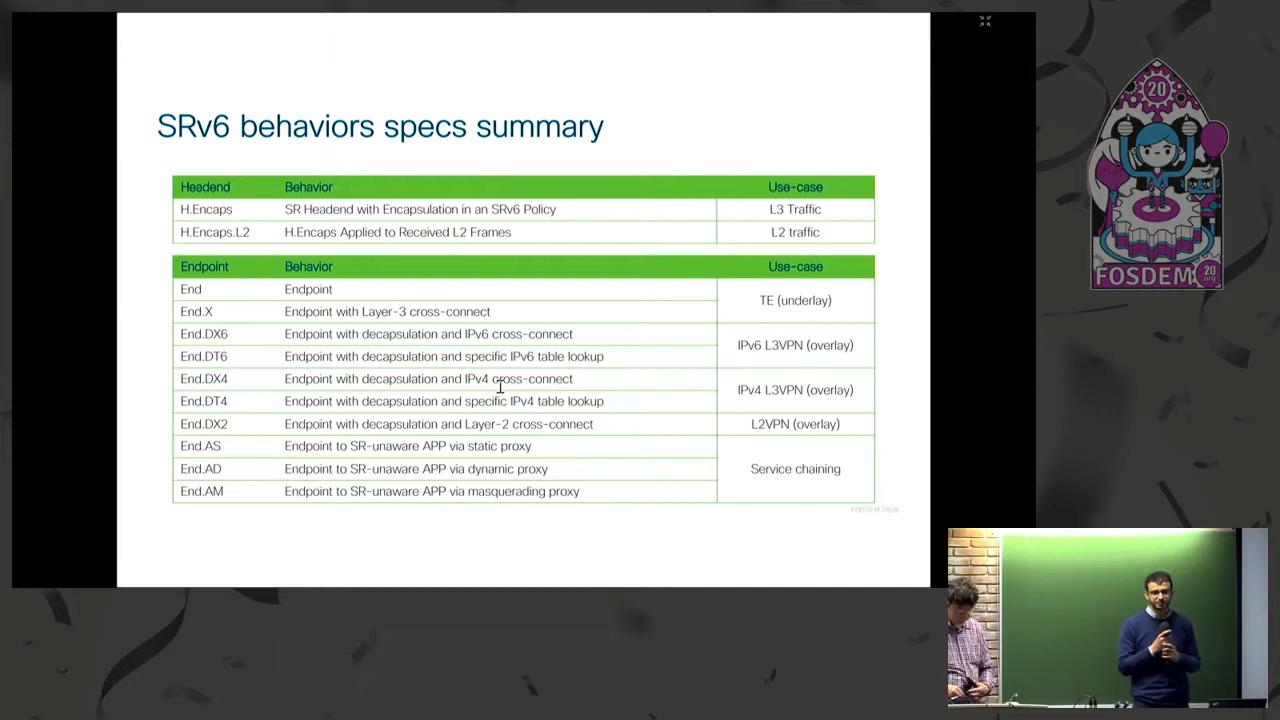 SRv6 behaviors specs summary
Headend Behavior Use-case
H.Encaps SR Headend with Encapsulation in an SRv6 Policy L3 Traffic
H.Encaps.L2 H.Encaps Applied to Received L2 Frames L2 traffic
Endpoint Behavior Use-case
End Endpoint
TE (underlay)
End.X Endpoint with Layer-3 cross-connect
End.DX6 Endpoint with decapsulation and IPv6 cross-connect
IPv6 L3VPN (overlay)
End.DT6 Endpoint with decapsulation and specific IPv6 table lookup
End.DX4 Endpoint with decapsulation and IPv4 cross-connect
IPv4 L3VPN (overlay)
End.DT4 Endpoint with decapsulation and specific IPv4 table lookup
End.DX2 Endpoint with decapsulation and Layer-2 cross-connect L2VPN (overlay)
End.AS Endpoint to SR-unaware APP via static proxy
End.AD Endpoint to SR-unaware APP via dynamic proxy Service chaining
End.AM Endpoint to SR-unaware APP via masquerading proxy
FOSDEM 2020
20
FOSDEM
20
.org